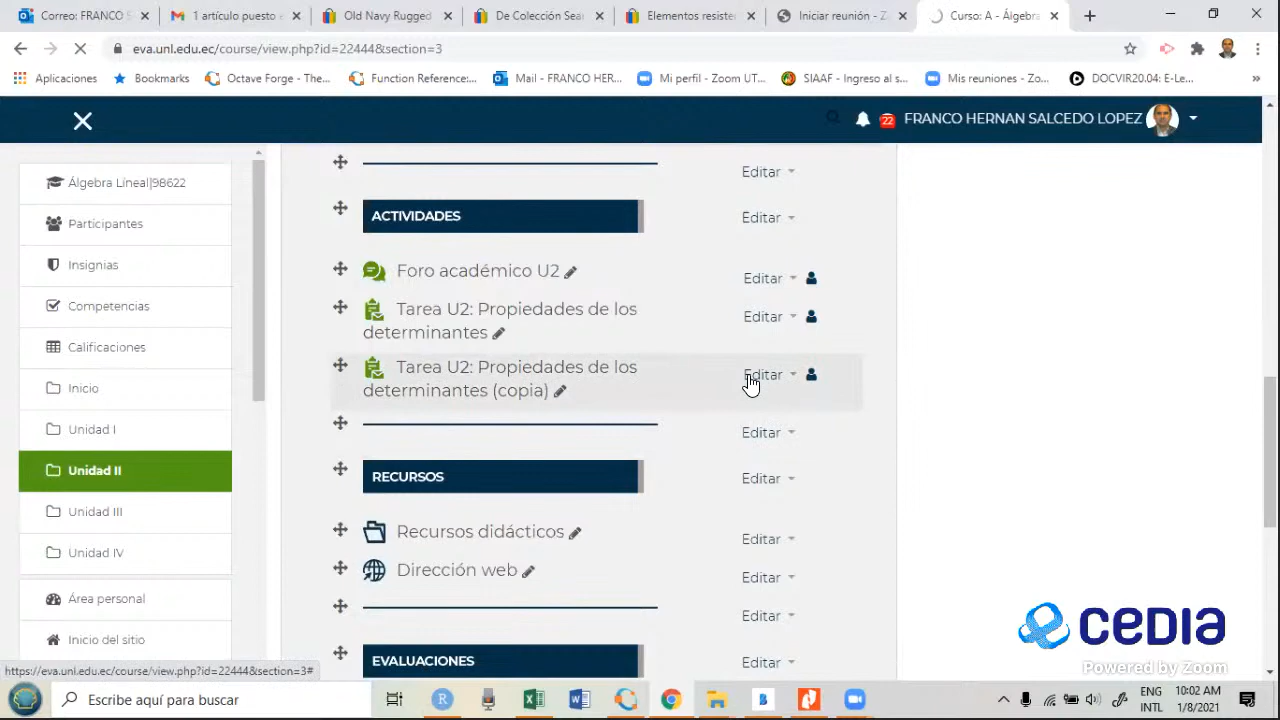 Correo: FRANCO S
1 artículo puesto e
Old Navy Rugged
De Colección Sear
Elementos resiste
Iniciar reunión - Z
Curso: A - Álgebra
eva.unl.edu.ec/course/view.php?id=22444&section=3
Aplicaciones
Bookmarks
Octave Forge - The...
Function Reference:...
Mail - FRANCO HER...
Mi perfil - Zoom UT...
SIAAF - Ingreso al s...
Mis reuniones - Zo...
DOCVIR20.04: E-Le...
22
FRANCO HERNAN SALCEDO LOPEZ
Álgebra Lineal|98622
Participantes
Insignias
Competencias
Calificaciones
Inicio
Unidad I
Unidad II
Unidad III
Unidad IV
Área personal
Inicio del sitio
Editar
ACTIVIDADES
Editar
Foro académico U2
Editar
Tarea U2: Propiedades de los
determinantes
Editar
Tarea U2: Propiedades de los
determinantes (copia)
Editar
Editar
RECURSOS
Editar
Recursos didácticos
Editar
Dirección web
Editar
Editar
EVALUACIONES
Editar
https://eva.unl.edu.ec/course/view.php?id=22444&section=3#
CEDIA
Powered by Zoom
Escribe aquí para buscar
ENG
INTL
10:02 AM
1/8/2021